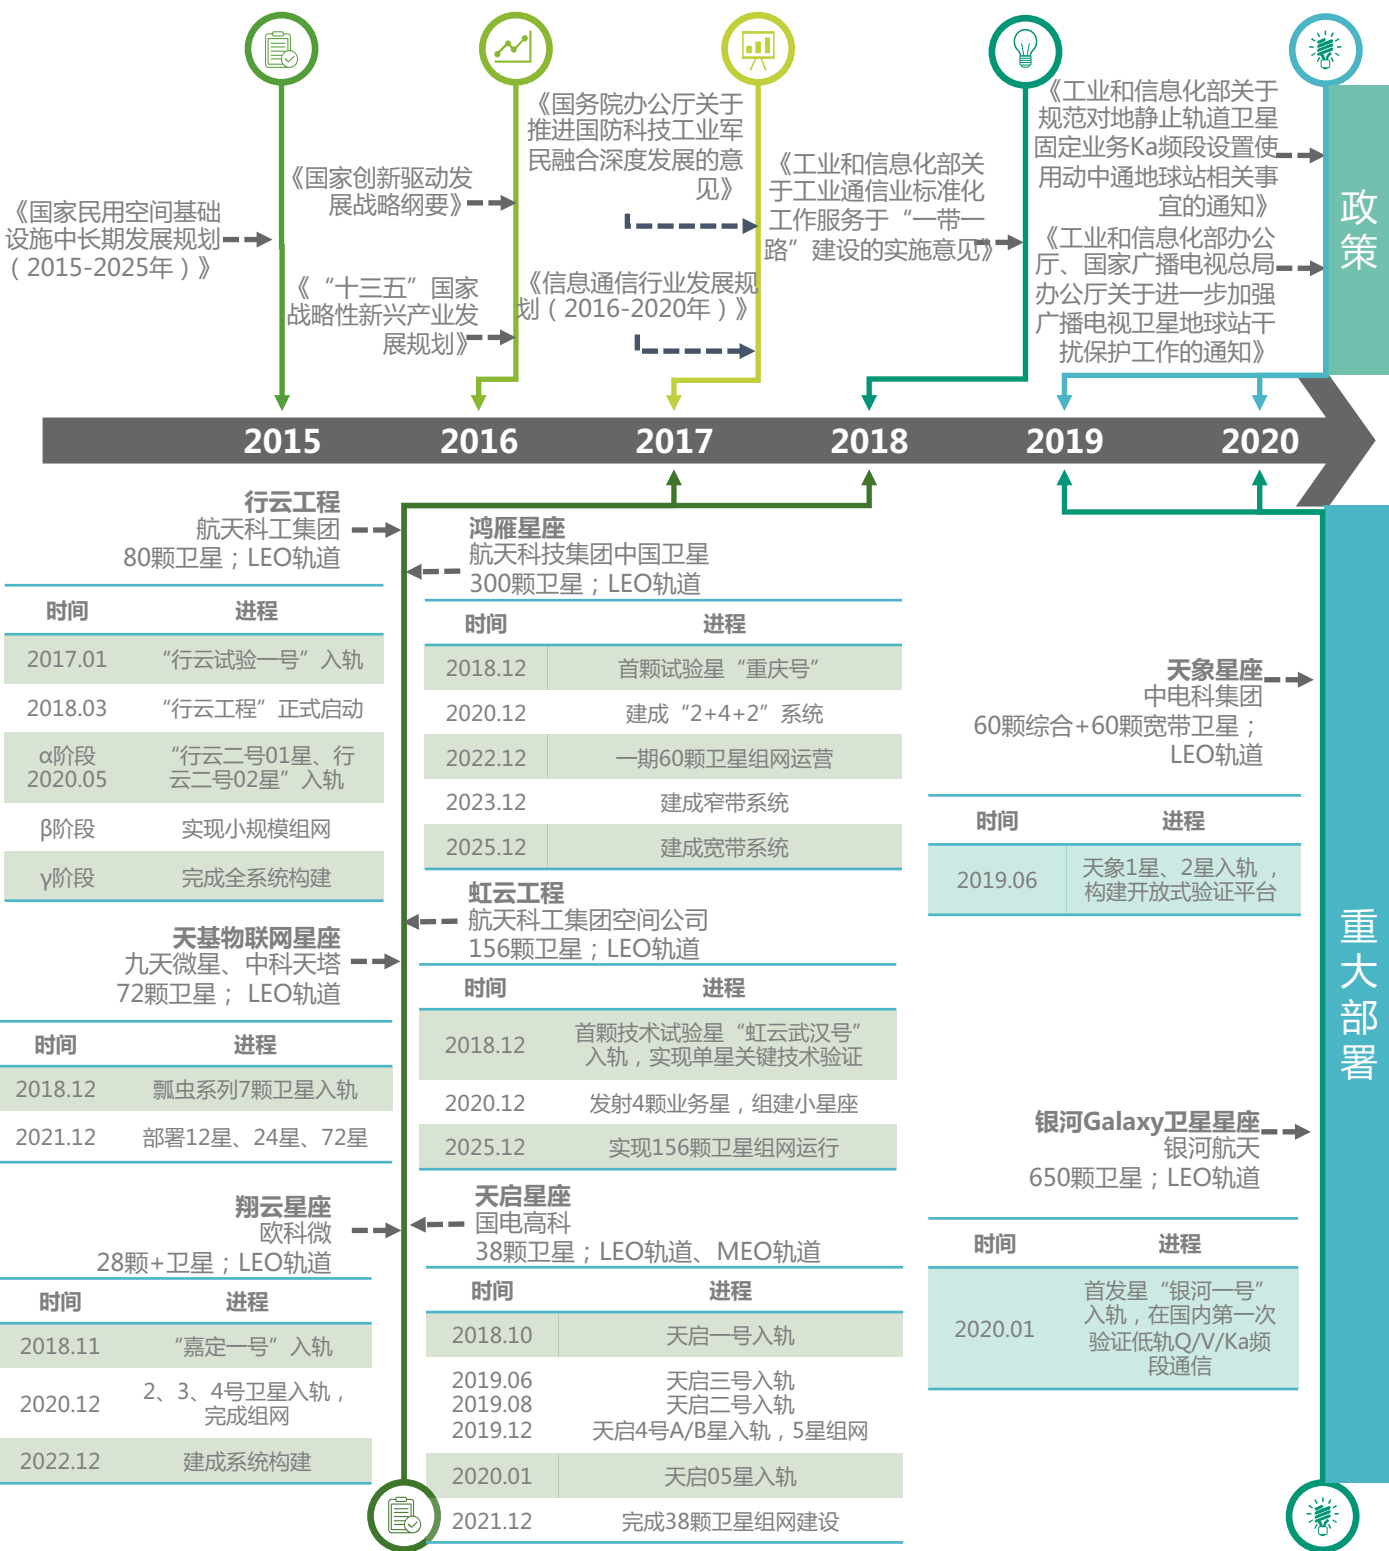 《国家民用空间基础
设施中长期发展规划
（2015-2025年）》
《国家创新驱动发
展战略纲要》
《“十三五”国家
战略性新兴产业发
展规划》
《国务院办公厅关于
推进国防科技工业军
民融合深度发展的意
见》
《信息通信行业发展规
划（2016-2020年）》
《工业和信息化部关
于工业通信业标准化
工作服务于“一带一
路”建设的实施意见》
《工业和信息化部关于
规范对地静止轨道卫星
固定业务Ka频段设置使
用动中通地球站相关事
宜的通知》
《工业和信息化部办公
厅、国家广播电视总局
办公厅关于进一步加强
广播电视卫星地球站干
扰保护工作的通知》
政策
2015 2016 2017 2018 2019 2020
行云工程
航天科工集团
80颗卫星；LEO轨道
时间 进程
2017.01 “行云试验一号”入轨
2018.03 “行云工程”正式启动
α阶段
2020.05
“行云二号01星、行
云二号02星”入轨
β阶段 实现小规模组网
γ阶段 完成全系统构建
天基物联网星座
九天微星、中科天塔
72颗卫星； LEO轨道
时间 进程
2018.12 瓢虫系列7颗卫星入轨
2021.12 部署12星、24星、72星
翔云星座
欧科微
28颗+卫星；LEO轨道
时间 进程
2018.11 “嘉定一号”入轨
2020.12
2、3、4号卫星入轨，
完成组网
2022.12 建成系统构建
鸿雁星座
航天科技集团中国卫星
300颗卫星；LEO轨道
时间 进程
2018.12 首颗试验星“重庆号”
2020.12 建成“2+4+2”系统
2022.12 一期60颗卫星组网运营
2023.12 建成窄带系统
2025.12 建成宽带系统
虹云工程
航天科工集团空间公司
156颗卫星；LEO轨道
时间 进程
2018.12
首颗技术试验星“虹云武汉号”
入轨，实现单星关键技术验证
2020.12 发射4颗业务星，组建小星座
2025.12 实现156颗卫星组网运行
天启星座
国电高科
38颗卫星；LEO轨道、MEO轨道
时间 进程
2018.10 天启一号入轨
2019.06 天启三号入轨
2019.08 天启二号入轨
2019.12 天启4号A/B星入轨，5星组网
2020.01 天启05星入轨
2021.12 完成38颗卫星组网建设
天象星座
中电科集团
60颗综合+60颗宽带卫星；
LEO轨道
时间 进程
2019.06
天象1星、2星入轨，
构建开放式验证平台
银河Galaxy卫星星座
银河航天
650颗卫星；LEO轨道
时间 进程
2020.01
首发星“银河一号”
入轨，在国内第一次
验证低轨Q/V/Ka频
段通信
重大部署